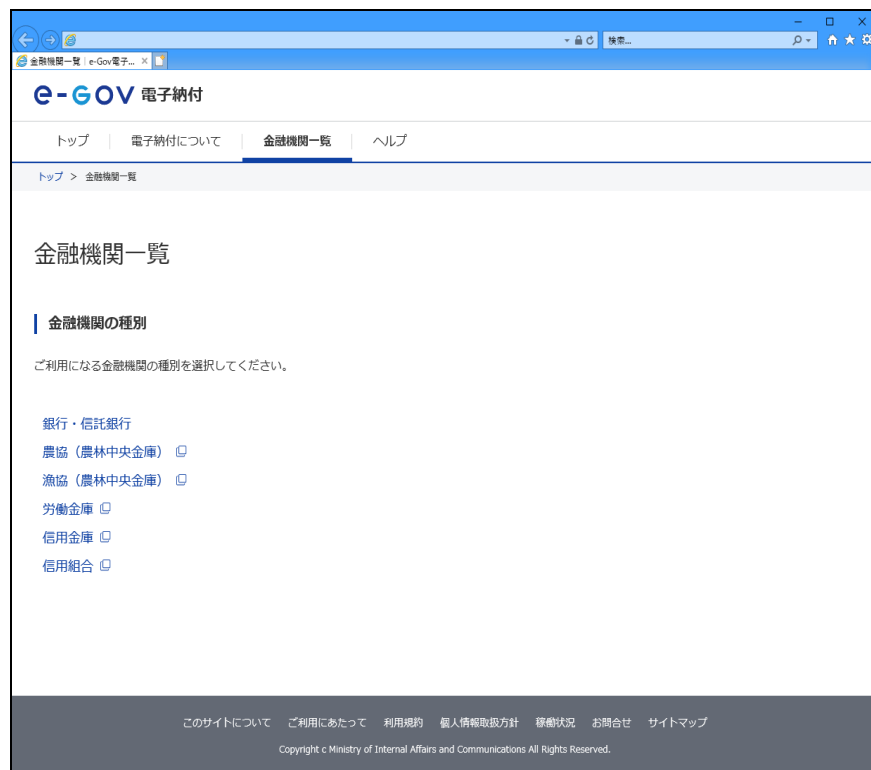 検索...
金融機関一覧 | e-Gov電子...
e-GOV 電子納付
トップ 電子納付について 金融機関一覧 ヘルプ
トップ > 金融機関一覧
金融機関一覧
金融機関の種別
ご利用になる金融機関の種別を選択してください。
銀行・信託銀行
農協（農林中央金庫）
漁協（農林中央金庫）
労働金庫
信用金庫
信用組合
このサイトについて ご利用にあたって 利用規約 個人情報取扱方針 稼働状況 お問合せ サイトマップ
Copyright c Ministry of Internal Affairs and Communications All Rights Reserved.